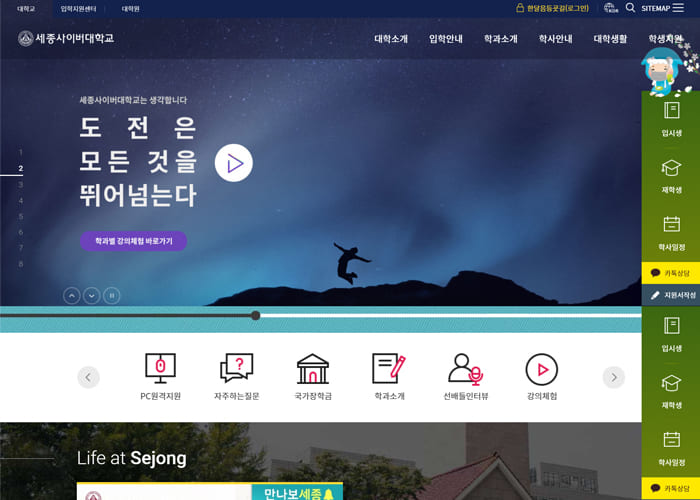 대학교 입학지원센터 대학원 한달음등굣길(로그인) KOR SITEMAP
세종사이버대학교 대학소개 입학안내 학과소개 학사안내 대학생활 학생지원
세종사이버대학교는 생각합니다
도 전 은
모든 것을
뛰어넘는다
학과별 강의체험 바로가기
1
2
3
4
5
6
7
8
입시생
재학생
학사일정
카톡상담
지원서작성
입시생
재학생
학사일정
카톡상담
PC원격지원 자주하는질문 국가장학금 학과소개 선배들인터뷰 강의체험
Life at Sejong
만나보세종